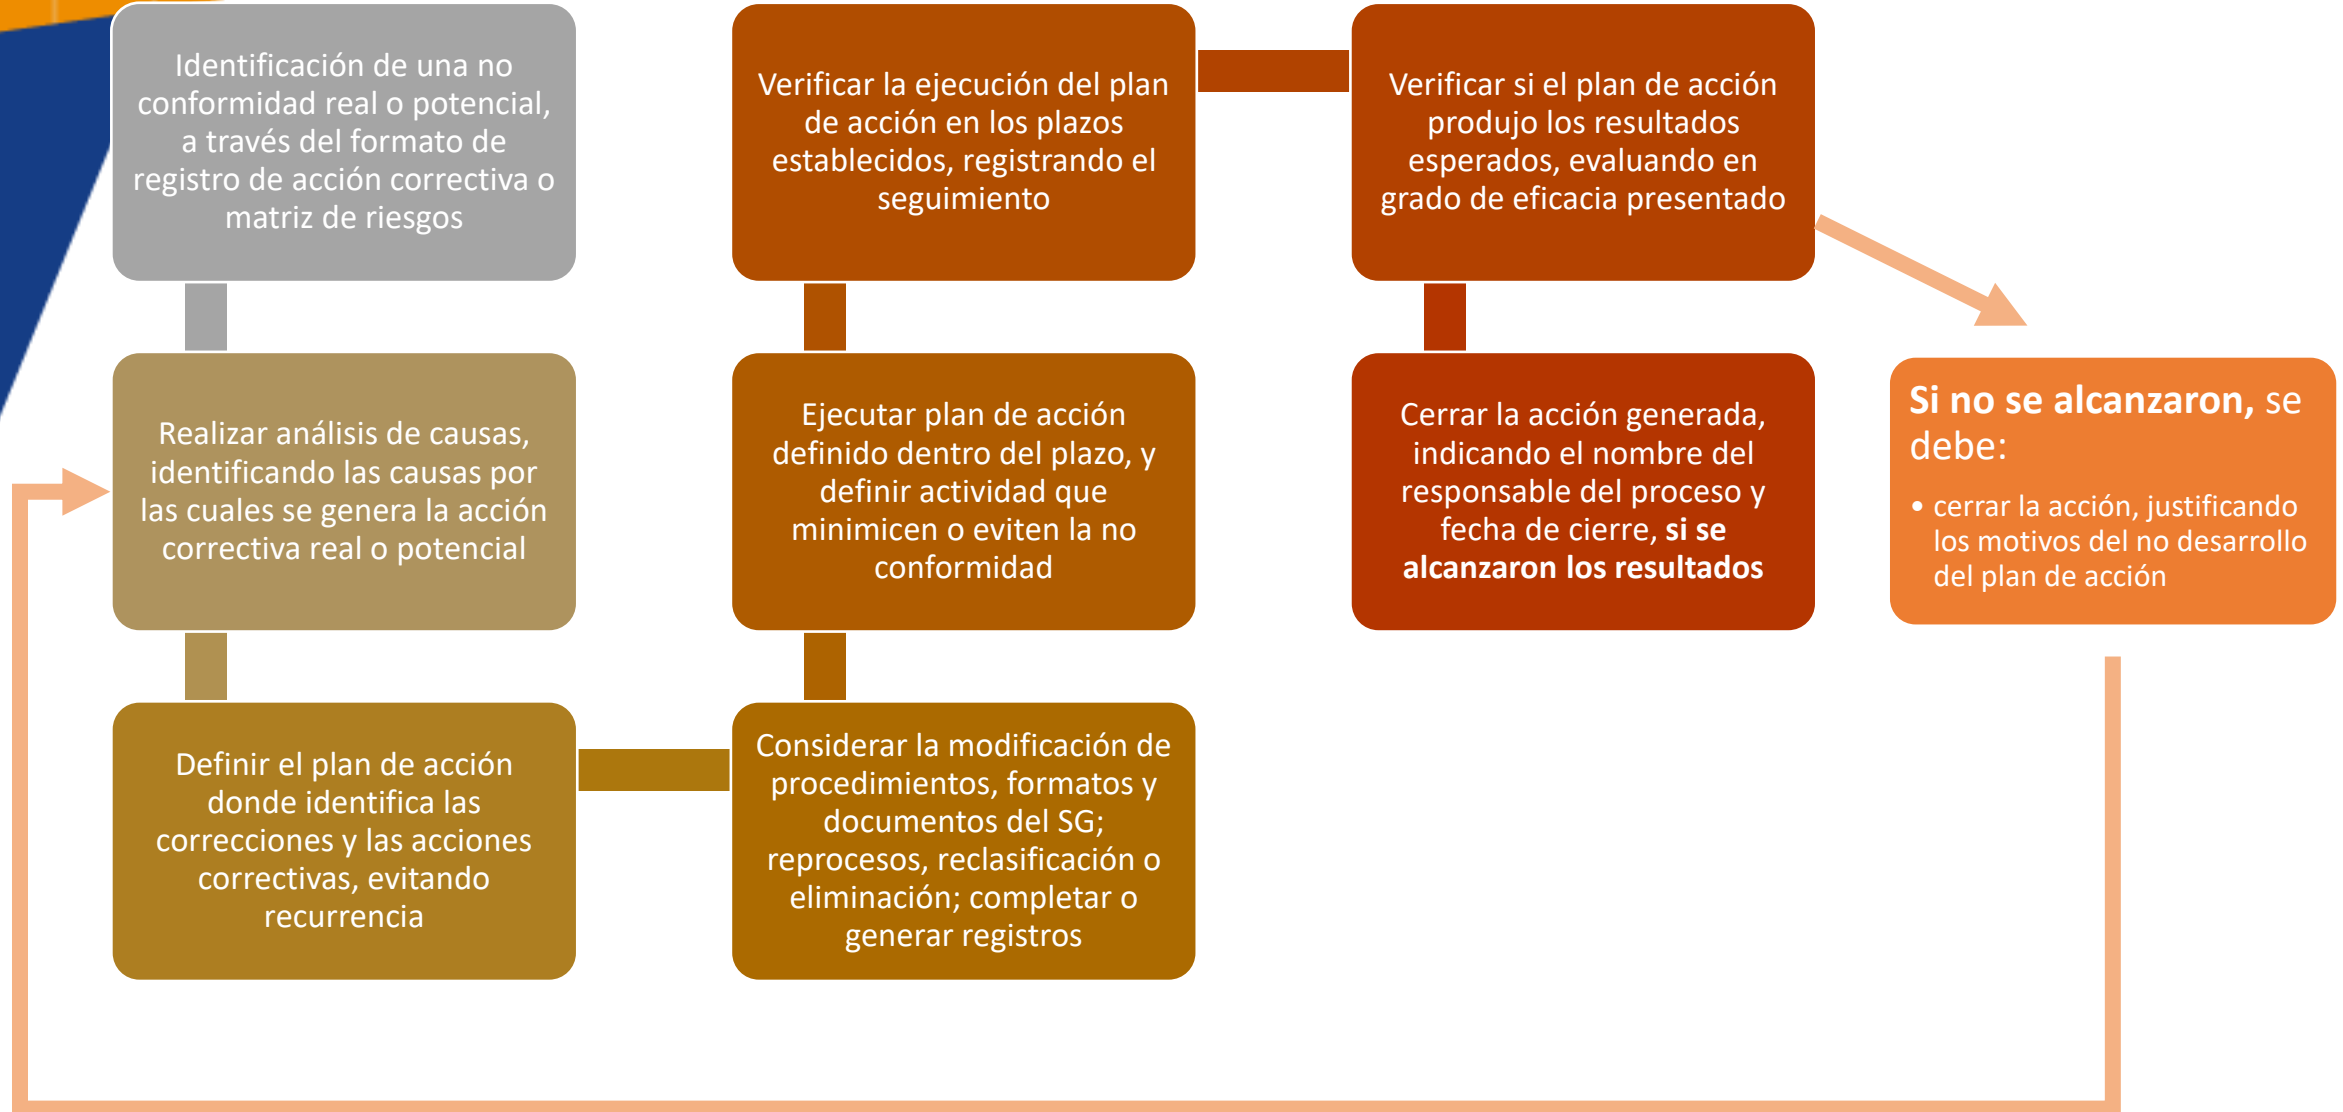 Identificación de una no
conformidad real o potencial,
a través del formato de
registro de acción correctiva o
matriz de riesgos
Realizar análisis de causas,
identificando las causas por
las cuales se genera la acción
correctiva real o potencial
Definir el plan de acción
donde identifica las
correcciones y las acciones
correctivas, evitando
recurrencia
Considerar la modificación de
procedimientos, formatos y
documentos del SG;
reprocesos, reclasificación o
eliminación; completar o
generar registros
Ejecutar plan de acción
definido dentro del plazo, y
definir actividad que
minimicen o eviten la no
conformidad
Verificar la ejecución del plan
de acción en los plazos
establecidos, registrando el
seguimiento
Verificar si el plan de acción
produjo los resultados
esperados, evaluando en
grado de eficacia presentado
Cerrar la acción generada,
indicando el nombre del
responsable del proceso y
fecha de cierre, si se
alcanzaron los resultados
Si no se alcanzaron, se
debe:
• cerrar la acción, justificando
los motivos del no desarrollo
del plan de acción